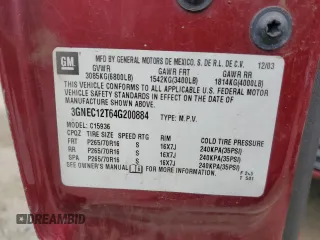 GM
MFD BY GENERAL MOTORS DE MEXICO, S. DE R.L. DE C.V. 12/03
GVWR GAWR FRT GAWR RR
3085KG(6800LB) 1542KG(3400LB) 1814KG(4000LB)
THIS VEHICLE CONFORMS TO ALL APPLICABLE U.S. FEDERAL MOTOR
VEHICLE SAFETY AND THEFT PREVENTION STANDARDS IN EFFECT ON
THE DATE OF MANUFACTURE SHOWN ABOVE.
3GNEC12T64G200884 TYPE: M.P.V.
MODEL: C15936
CPQZ TIRE SIZE SPEED RTG RIM COLD TIRE PRESSURE
FRT P265/70R16 S 16X7J 240KPA(35PSI)
RR P265/70R16 S 16X7J 240KPA(35PSI)
SPA P265/70R16 S 16X7J 240KPA(35PSI)
SEE OWNER'S MANUAL FOR ADDITIONAL INFORMATION.